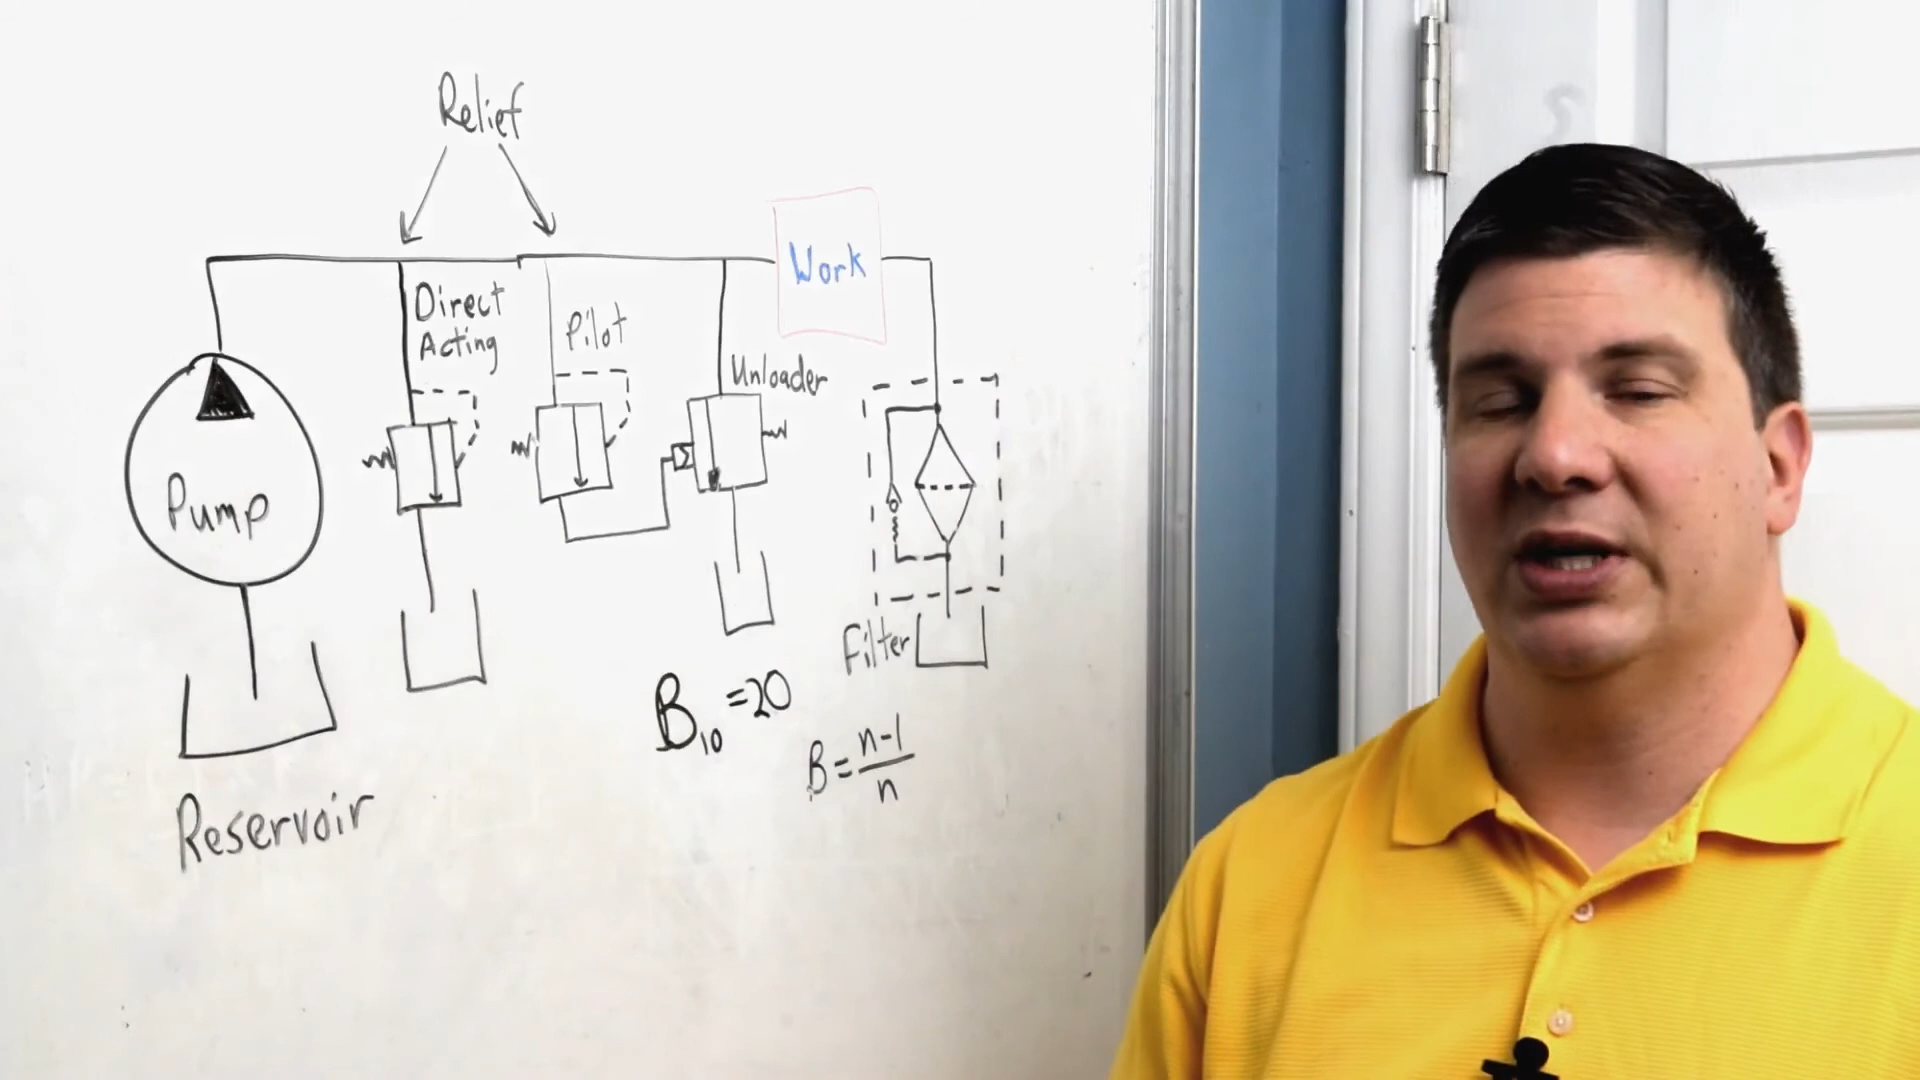 Relief
Direct
Acting
Pilot
Work
Unloader
Pump
Filter
B₁₀ = 20
B = n-1
n
Reservoir